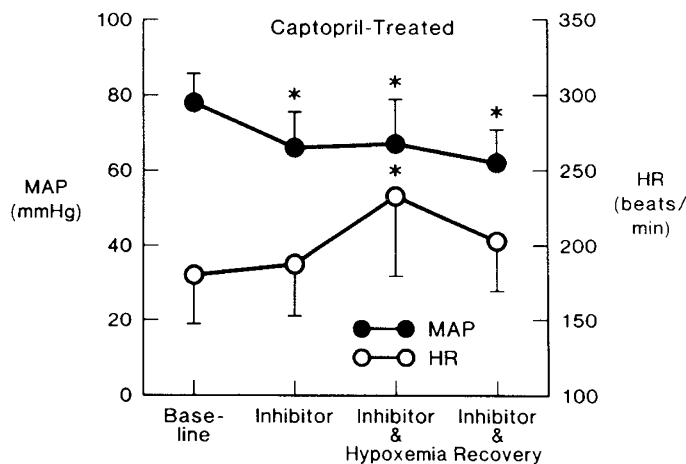 Captopril-Treated
100
80
60
40
20
0
MAP
(mmHg)
350
300
250
200
150
100
HR
(beats/
min)
*
*
*
*
MAP
HR
Base-
line
Inhibitor
Inhibitor
&
Hypoxemia
Inhibitor
&
Recovery